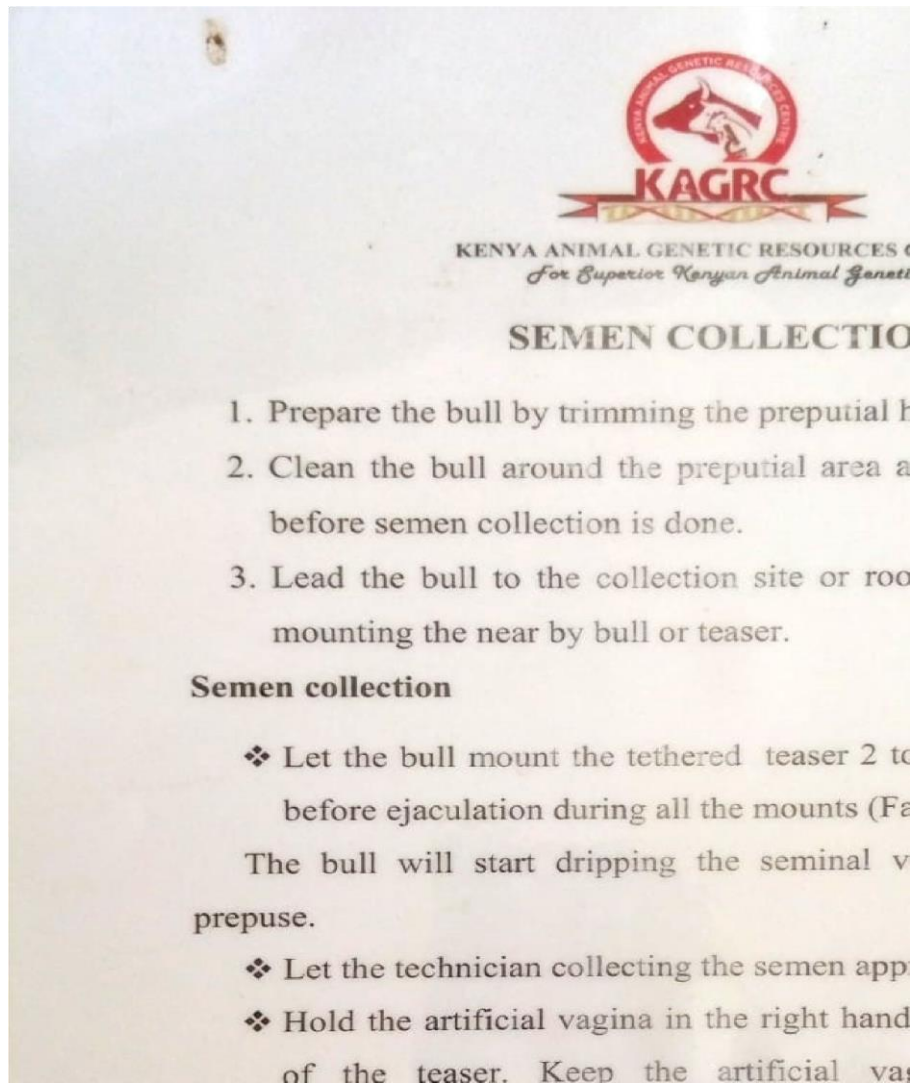 KENYA ANIMAL GENETIC RESOURCES CENTRE
KAGRC
KENYA ANIMAL GENETIC RESOURCES
For Superior Kenyan Animal Geneti
SEMEN COLLECTIO
1. Prepare the bull by trimming the preputial h
2. Clean the bull around the preputial area a
before semen collection is done.
3. Lead the bull to the collection site or roo
mounting the near by bull or teaser.
Semen collection
❖ Let the bull mount the tethered teaser 2 to
before ejaculation during all the mounts (Fa
The bull will start dripping the seminal v
prepuse.
❖ Let the technician collecting the semen app
❖ Hold the artificial vagina in the right hand
of the teaser. Keep the artificial vag